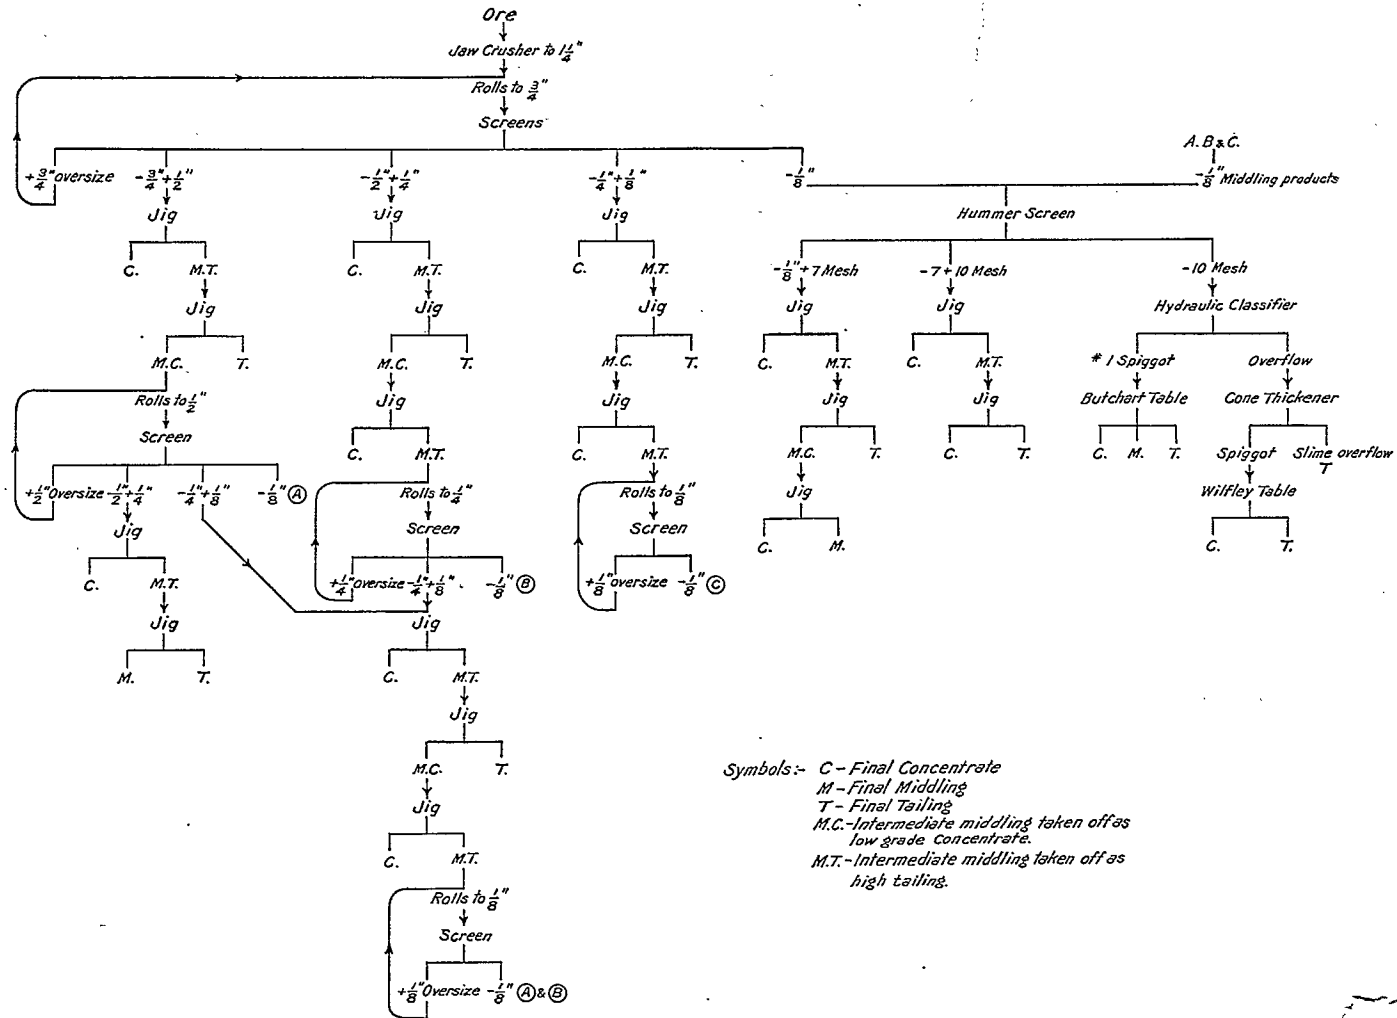 Ore
Jaw Crusher to 1 1/4"
Rolls to 3/4"
Screens
A. B & C.
+3/4" oversize -3/4"+1/2" -1/2"+1/4" -1/4"+1/8" -1/8" -1/8" Middling products
Jig Jig Jig Hummer Screen
C. M.T. C. M.T. C. M.T. -1/8"+7 Mesh -7+10 Mesh -10 Mesh
Jig Jig Jig Jig Jig Hydraulic Classifier
M.C. T. M.C. T. M.C. T. C. M.T. C. M.T. #1 Spiggot Overflow
Rolls to 1/2" Jig Jig Jig Jig Butchart Table Cone Thickener
Screen C. M.T. C. M.T. M.C. T. C. T. C. M. T. Spiggot Slime overflow
T
+1/2" Oversize -1/2"+1/4" -1/4"+1/8" -1/8" A Rolls to 1/4" Rolls to 1/8" Jig Wilfley Table
Jig Screen Screen C. M. C. T.
C. M.T. +1/4" oversize -1/4"+1/8" -1/8" B +1/8" oversize -1/8" C
Jig Jig
M. T. C. M.T.
Jig
M.C. T.
Jig
C. M.T.
Rolls to 1/8"
Screen
+1/8" Oversize -1/8" A & B
Symbols:- C - Final Concentrate
M - Final Middling
T - Final Tailing
M.C. - Intermediate middling taken off as
low grade Concentrate.
M.T. - Intermediate middling taken off as
high tailing.